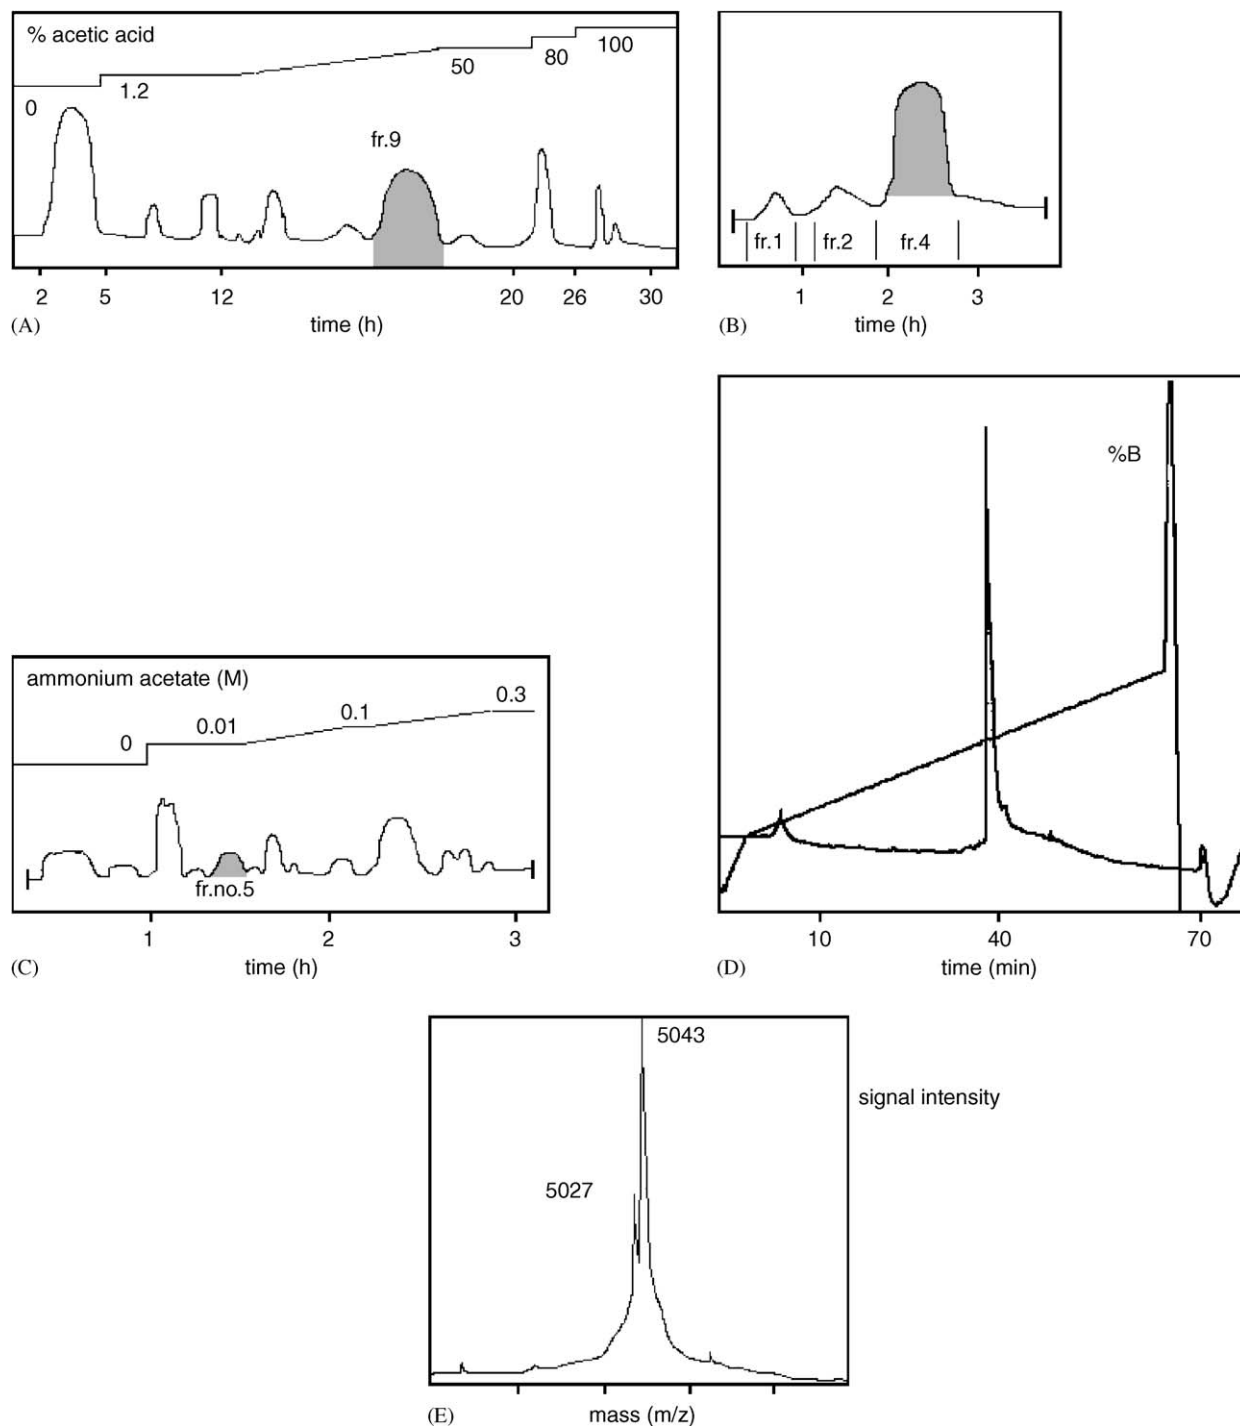 % acetic acid
0
1.2
50
80
100
fr.9
2 5 12 20 26 30
time (h)
(A)
fr.1 fr.2 fr.4
1 2 3
time (h)
(B)
ammonium acetate (M)
0
0.01
0.1
0.3
fr.no.5
1 2 3
time (h)
(C)
%B
10 40 70
time (min)
(D)
5043
5027
signal intensity
mass (m/z)
(E)